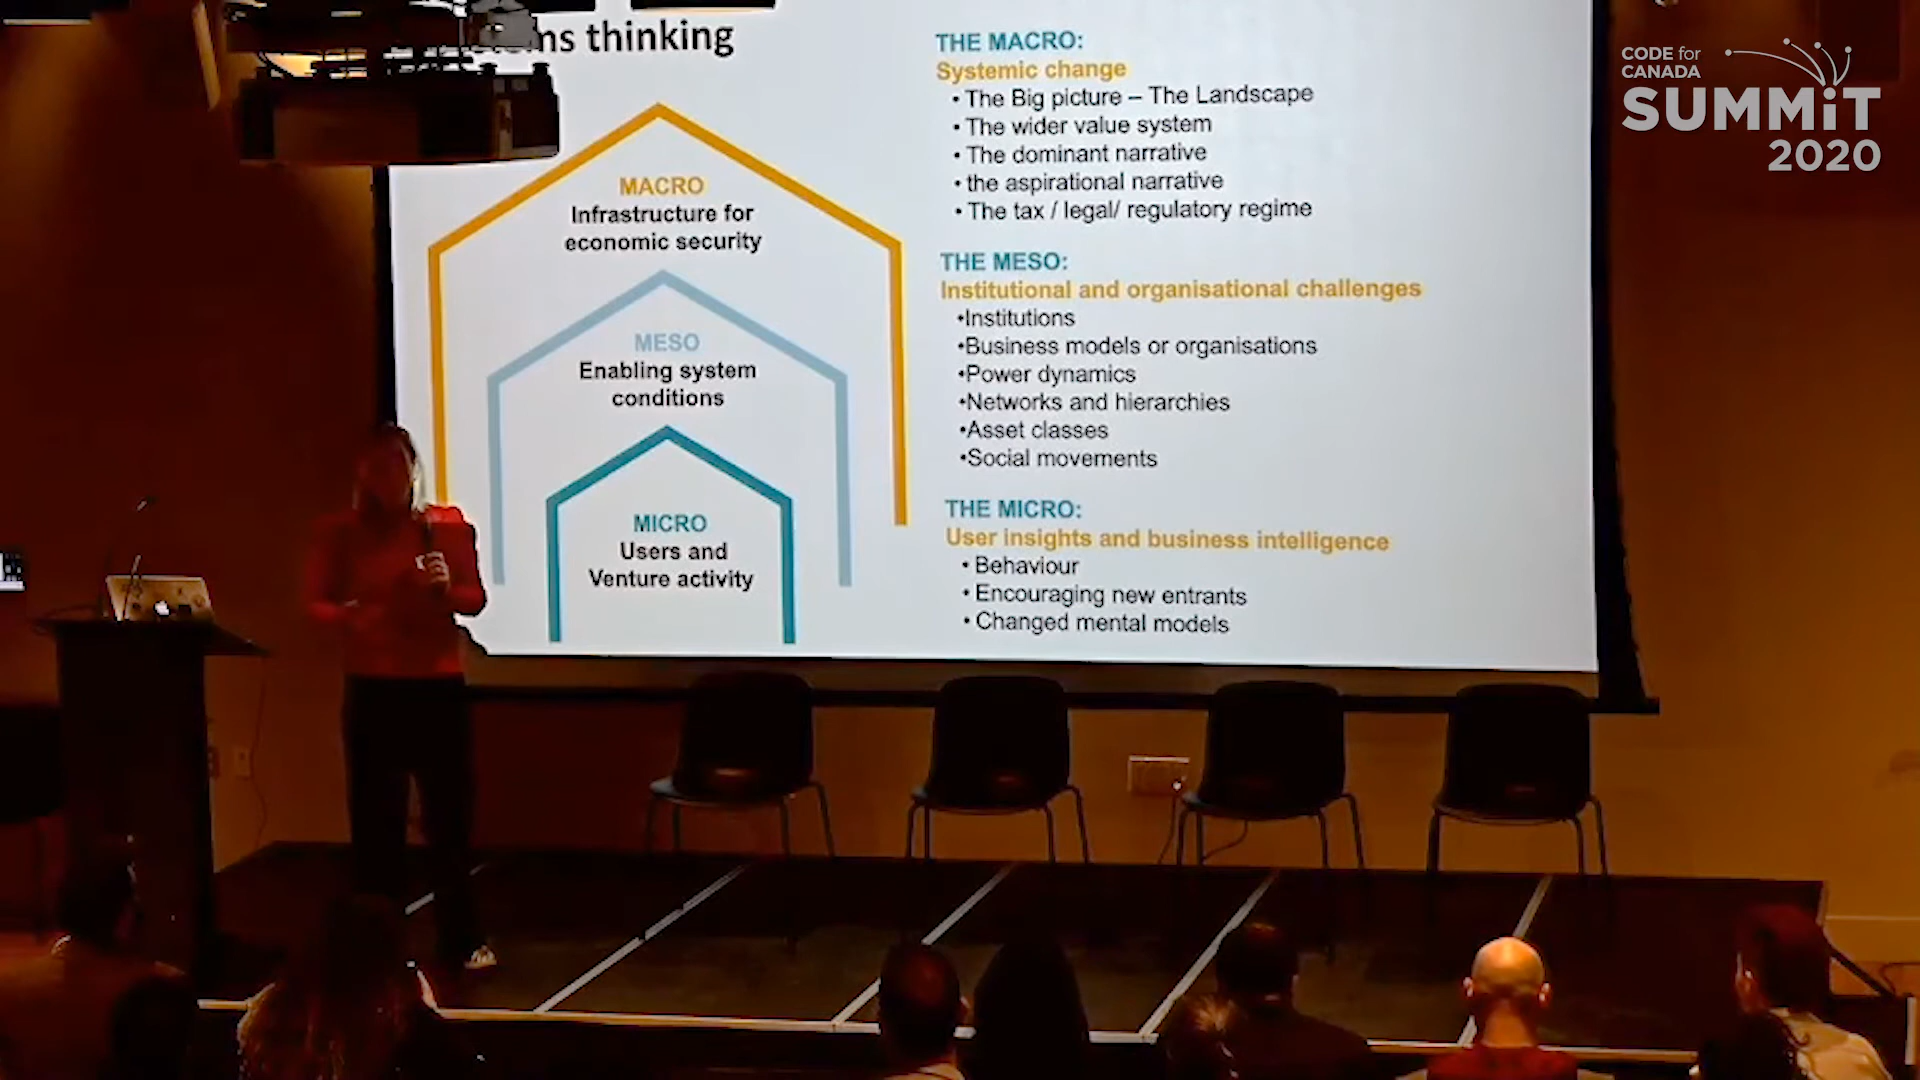 thinking
MACRO
Infrastructure for
economic security
MESO
Enabling system
conditions
MICRO
Users and
Venture activity
THE MACRO:
Systemic change
• The Big picture – The Landscape
• The wider value system
• The dominant narrative
• the aspirational narrative
• The tax / legal/ regulatory regime
THE MESO:
Institutional and organisational challenges
•Institutions
•Business models or organisations
•Power dynamics
•Networks and hierarchies
•Asset classes
•Social movements
THE MICRO:
User insights and business intelligence
• Behaviour
• Encouraging new entrants
• Changed mental models
CODE for
CANADA
SUMMiT
2020